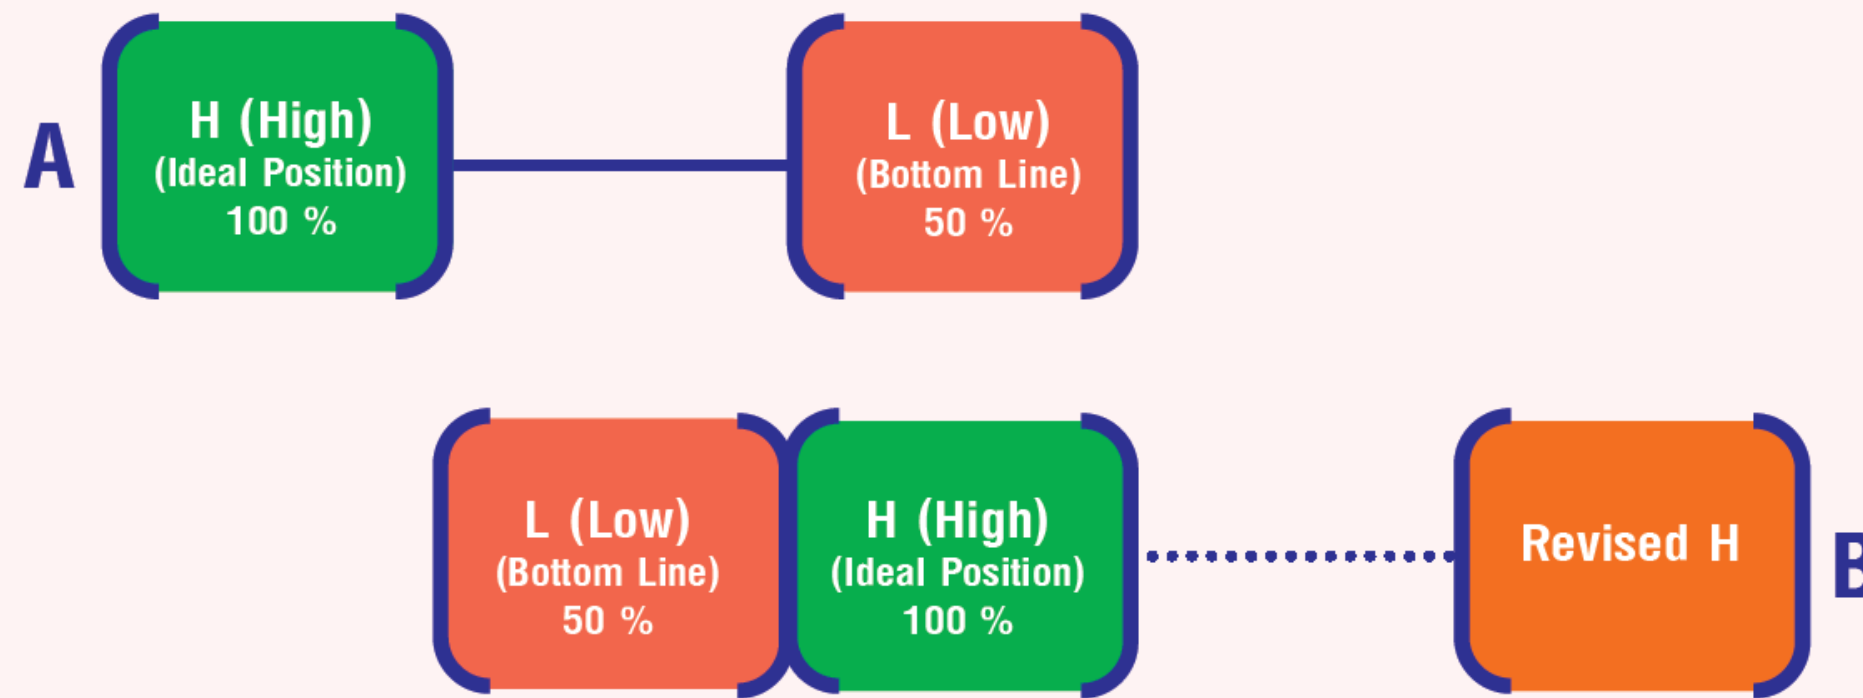 A
H (High)
(Ideal Position)
100 %
L (Low)
(Bottom Line)
50 %
L (Low)
(Bottom Line)
50 %
H (High)
(Ideal Position)
100 %
Revised H
B